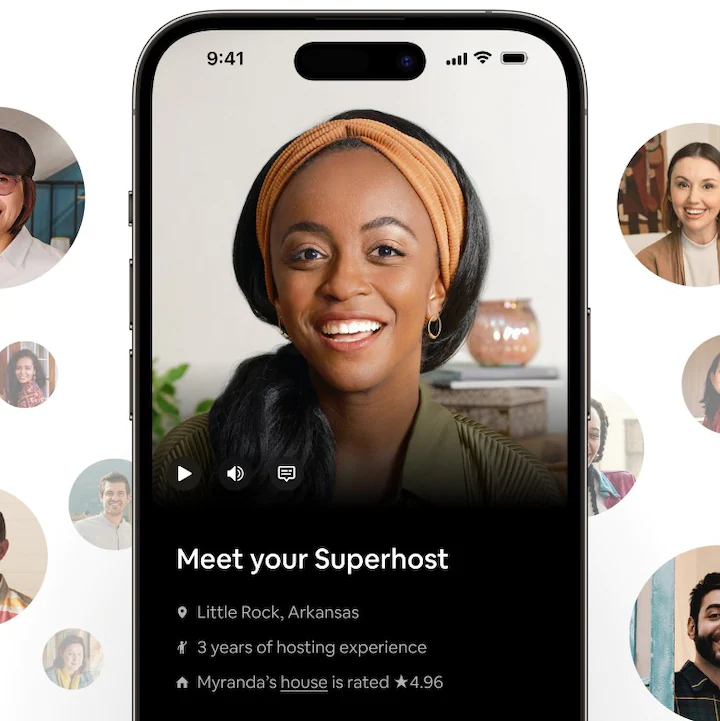 9:41
Meet your Superhost
Little Rock, Arkansas
3 years of hosting experience
Myranda's house is rated ★4.96